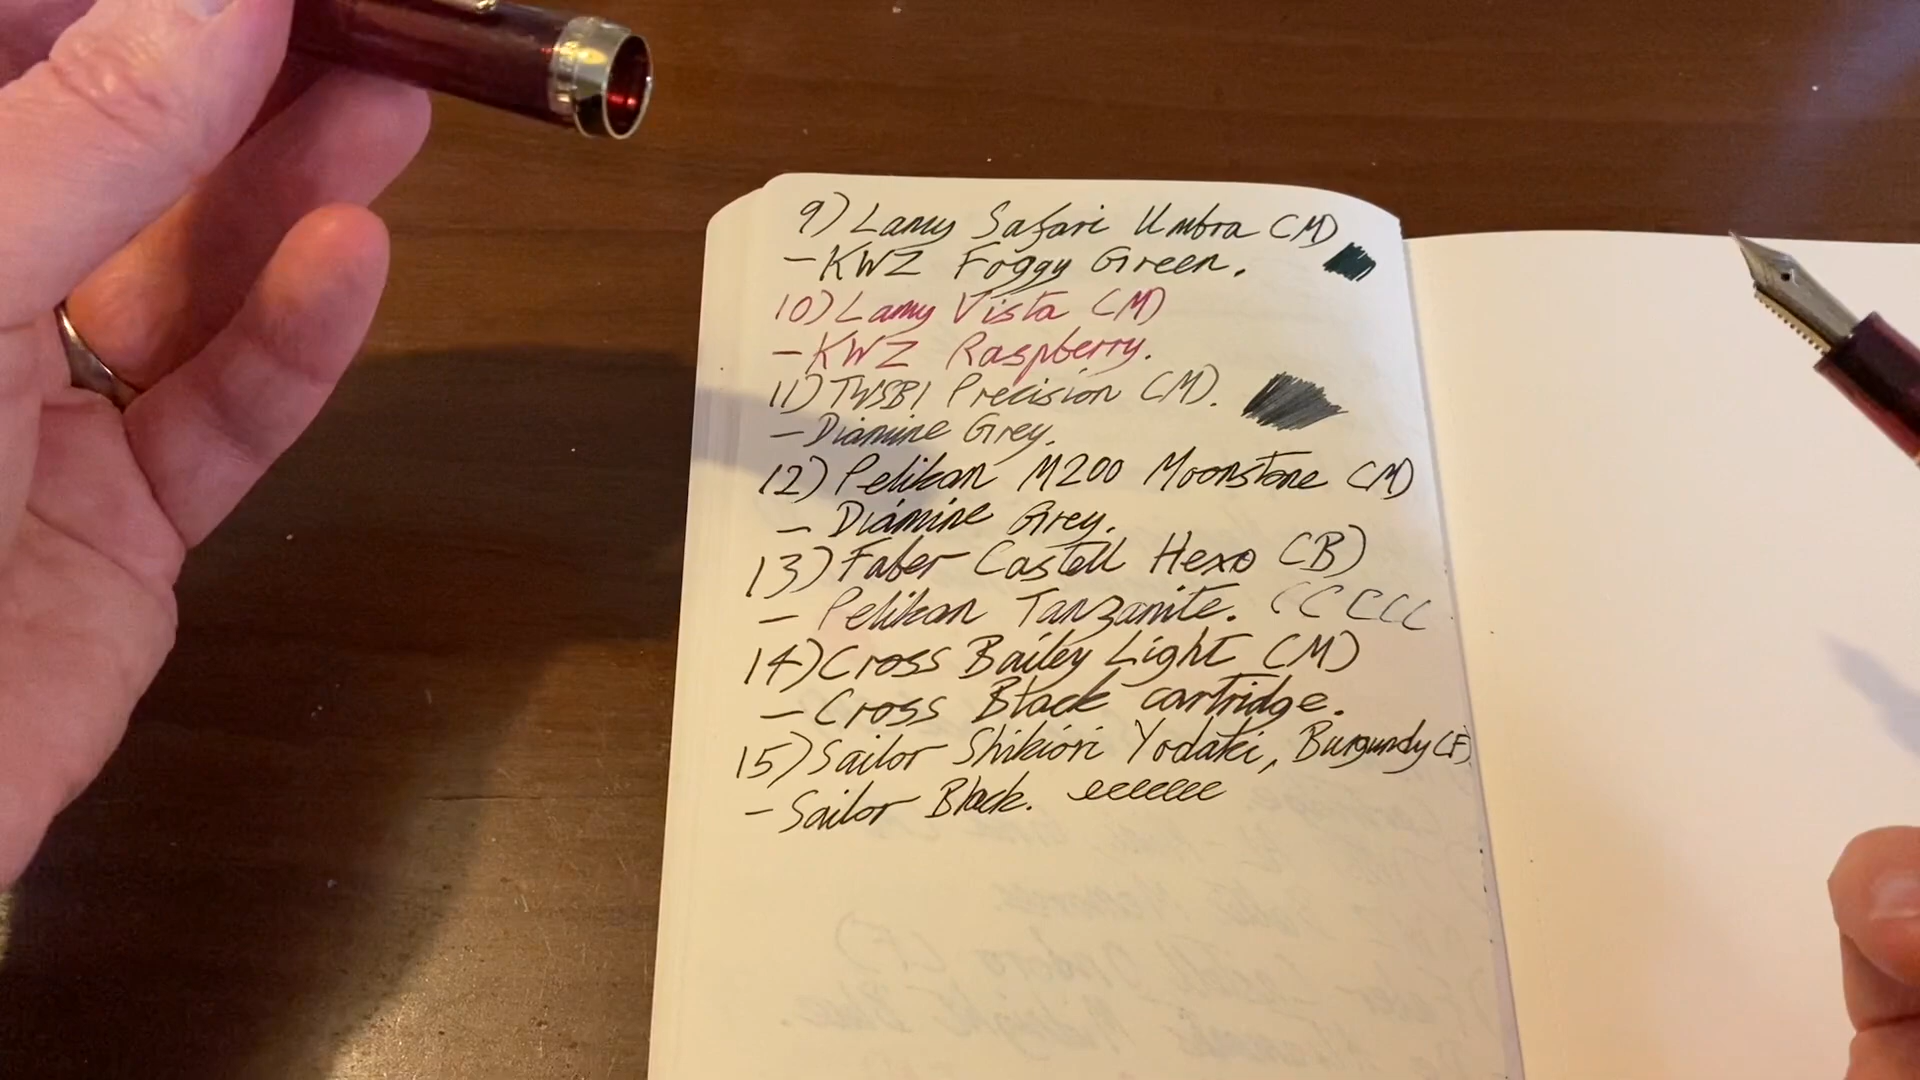 9) Lamy Safari Umbra (M)
- KWZ Foggy Green.
10) Lamy Vista (M)
- KWZ Raspberry.
11) TWSBI Precision (M).
- Diamine Grey.
12) Pelikan M200 Moonstone (M)
- Diamine Grey.
13) Faber Castell Hexo (B)
- Pelikan Tanzanite. CCCCC
14) Cross Bailey Light (M)
- Cross Black cartridge.
15) Sailor Shikiori Yodaki, Burgundy (F)
- Sailor Black. eeeeeee